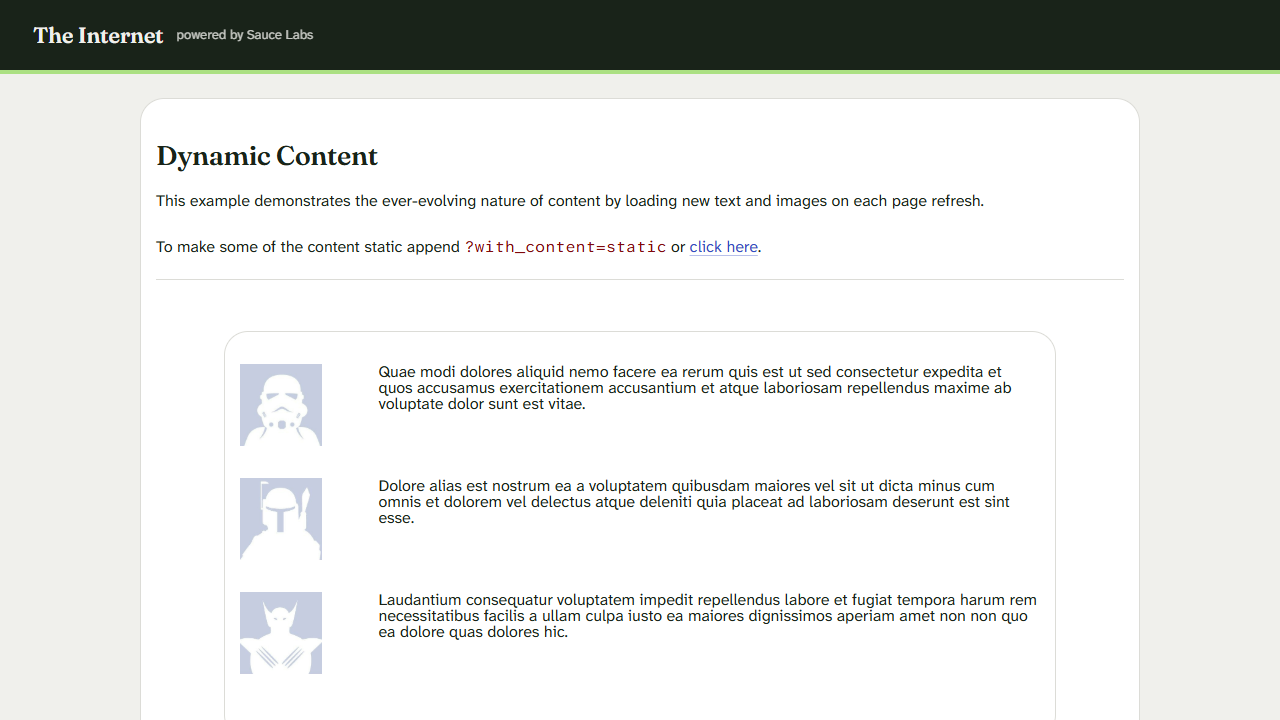 The Internet powered by Sauce Labs
Dynamic Content
This example demonstrates the ever-evolving nature of content by loading new text and images on each page refresh.
To make some of the content static append ?with_content=static or click here.
Quae modi dolores aliquid nemo facere ea rerum quis est ut sed consectetur expedita et
quos accusamus exercitationem accusantium et atque laboriosam repellendus maxime ab
voluptate dolor sunt est vitae.
Dolore alias est nostrum ea a voluptatem quibusdam maiores vel sit ut dicta minus cum
omnis et dolorem vel delectus atque deleniti quia placeat ad laboriosam deserunt est sint
esse.
Laudantium consequatur voluptatem impedit repellendus labore et fugiat tempora harum rem
necessitatibus facilis a ullam culpa iusto ea maiores dignissimos aperiam amet non non quo
ea dolore quas dolores hic.